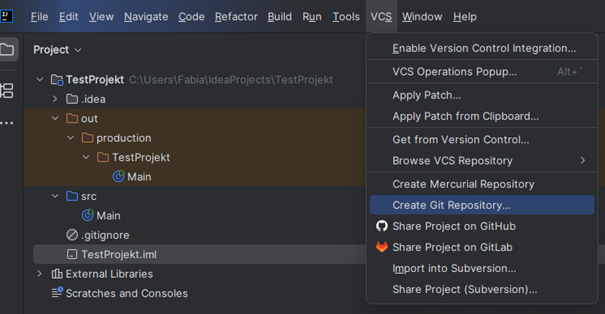 File Edit View Navigate Code Refactor Build Run Tools VCS Window Help
Project
TestProjekt C:\Users\Fabia\IdeaProjects\TestProjekt
.idea
out
production
TestProjekt
Main
src
Main
.gitignore
TestProjekt.iml
External Libraries
Scratches and Consoles
Enable Version Control Integration...
VCS Operations Popup... Alt+`
Apply Patch...
Apply Patch from Clipboard...
Get from Version Control...
Browse VCS Repository
Create Mercurial Repository
Create Git Repository...
Share Project on GitHub
Share Project on GitLab
Import into Subversion...
Share Project (Subversion)...